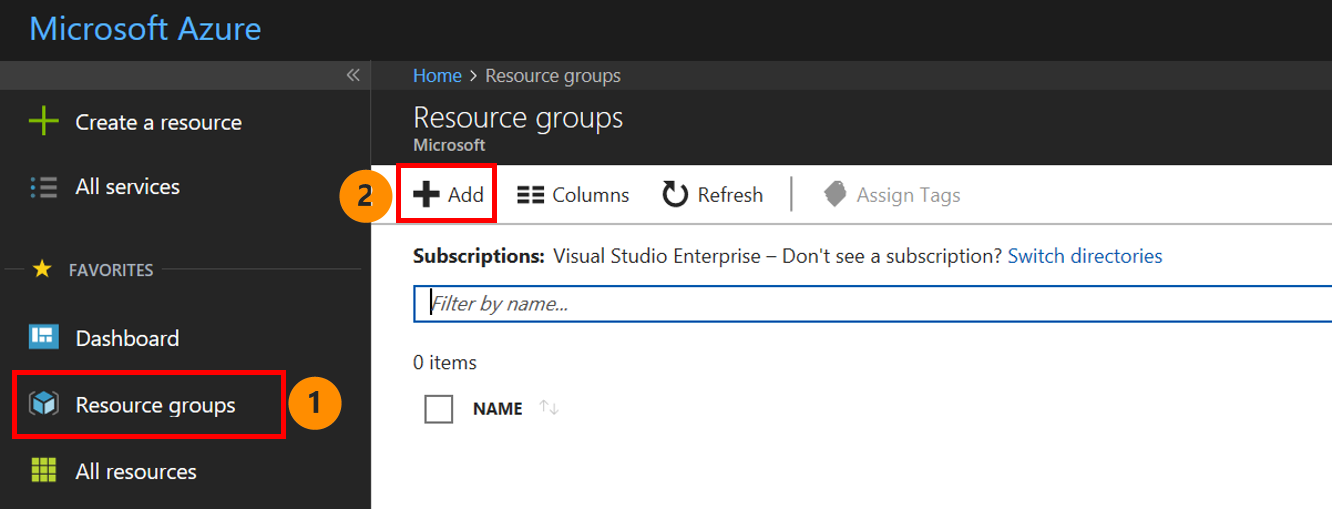 Microsoft Azure
«
Home > Resource groups
Create a resource
Resource groups
Microsoft
All services
2
Add
Columns
Refresh
Assign Tags
FAVORITES
Subscriptions: Visual Studio Enterprise – Don't see a subscription? Switch directories
Filter by name...
Dashboard
0 items
Resource groups
1
NAME
All resources